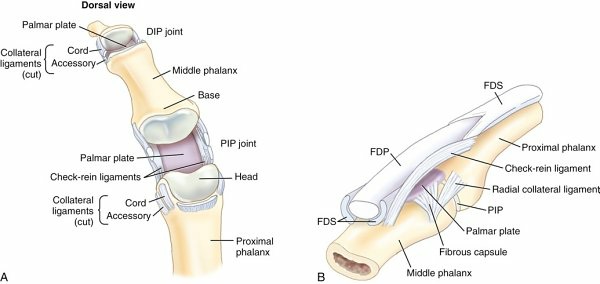 Dorsal view
Palmar plate
DIP joint
Collateral
ligaments
(cut)
Cord
Accessory
Middle phalanx
Base
PIP joint
Palmar plate
Check-rein ligaments
Head
Collateral
ligaments
(cut)
Cord
Accessory
Proximal
phalanx
A
FDS
Proximal phalanx
FDP
Check-rein ligament
Radial collateral ligament
PIP
FDS
Palmar plate
Fibrous capsule
Middle phalanx
B